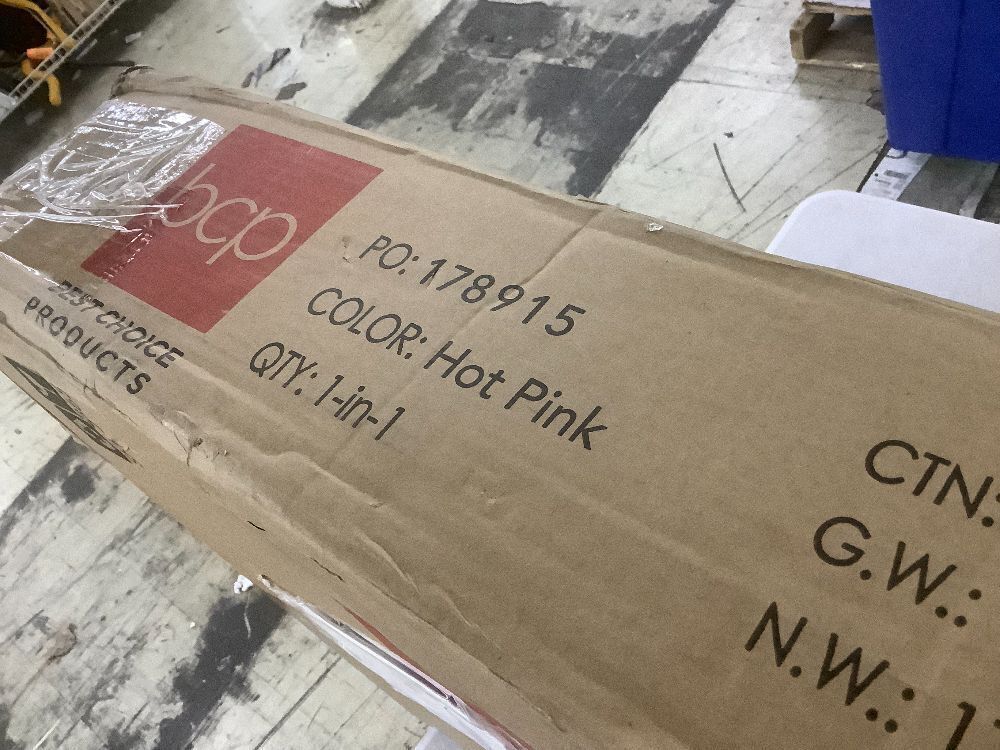 bcp
BEST CHOICE
PRODUCTS
PO: 178915
COLOR: Hot Pink
QTY: 1-in-1
CTN:
G.W.:
N.W.: